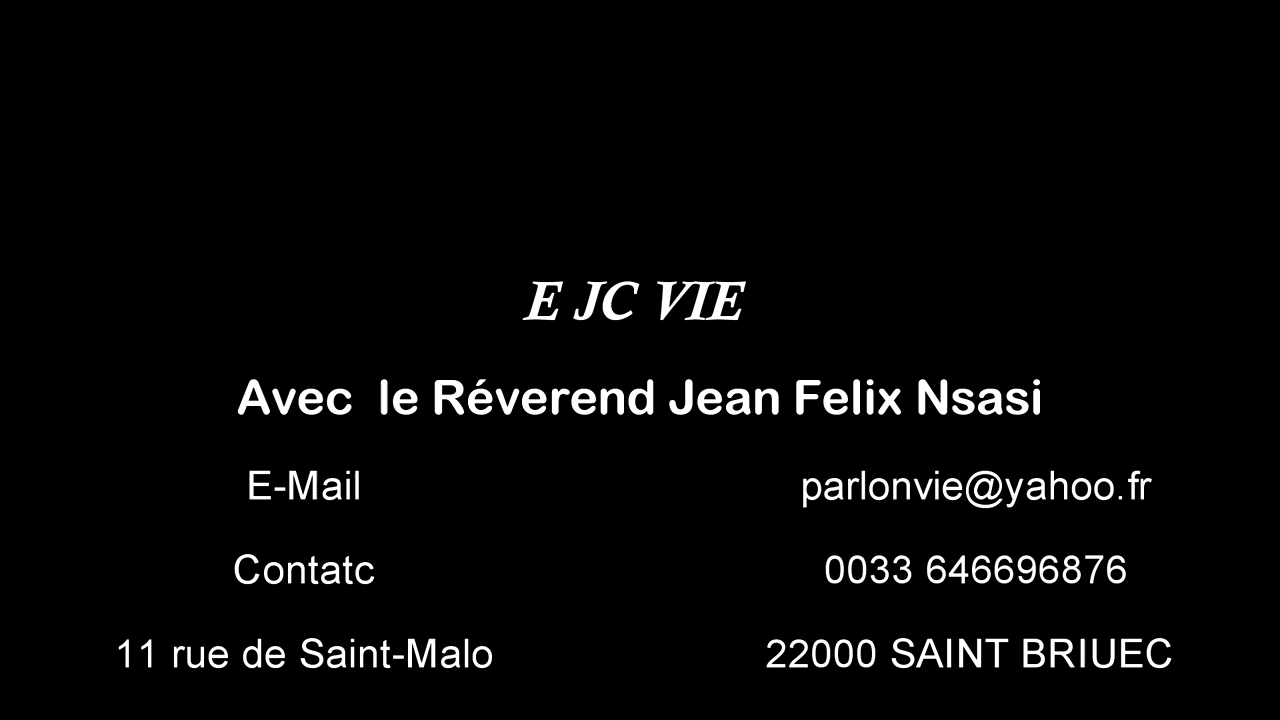 E JC VIE
Avec le Réverend Jean Felix Nsasi
E-Mail parlonvie@yahoo.fr
Contatc 0033 646696876
11 rue de Saint-Malo 22000 SAINT BRIUEC